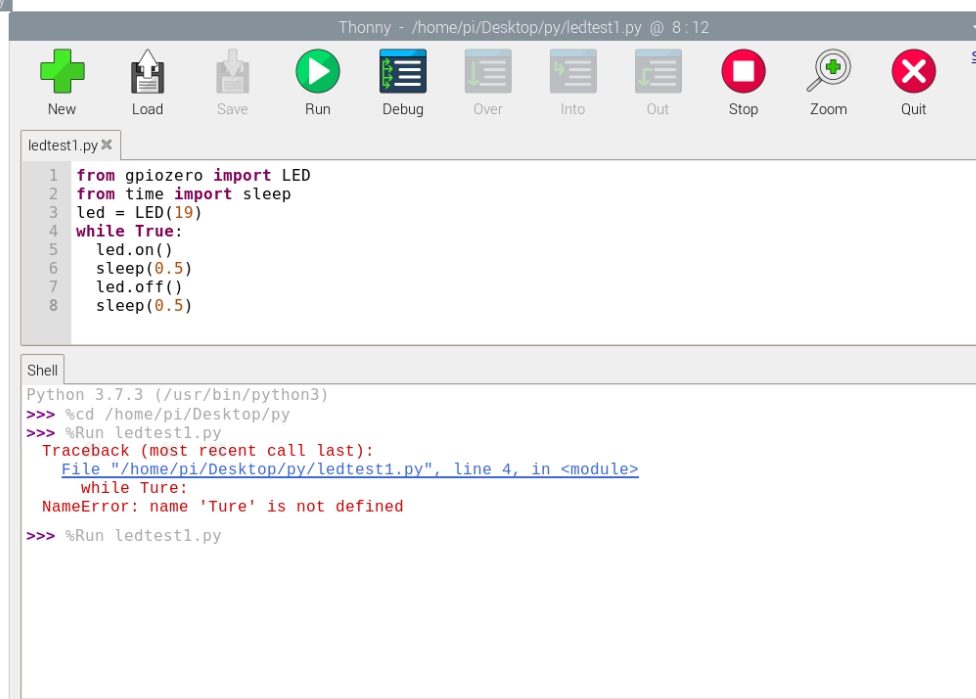 Thonny - /home/pi/Desktop/py/ledtest1.py @ 8 : 12
New Load Save Run Debug Over Into Out Stop Zoom Quit
ledtest1.py
1 from gpiozero import LED
2 from time import sleep
3 led = LED(19)
4 while True:
5   led.on()
6   sleep(0.5)
7   led.off()
8   sleep(0.5)
Shell
Python 3.7.3 (/usr/bin/python3)
>>> %cd /home/pi/Desktop/py
>>> %Run ledtest1.py
Traceback (most recent call last):
File "/home/pi/Desktop/py/ledtest1.py", line 4, in <module>
while Ture:
NameError: name 'Ture' is not defined
>>> %Run ledtest1.py